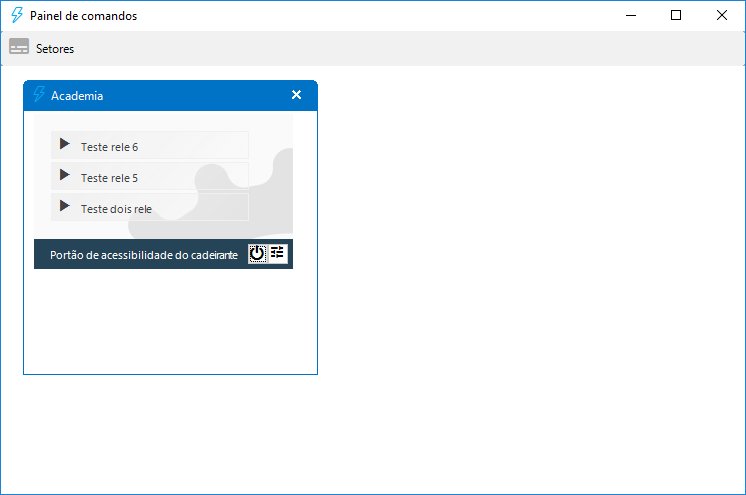 Painel de comandos
Setores
Academia
Teste rele 6
Teste rele 5
Teste dois rele
Portão de acessibilidade do cadeirante